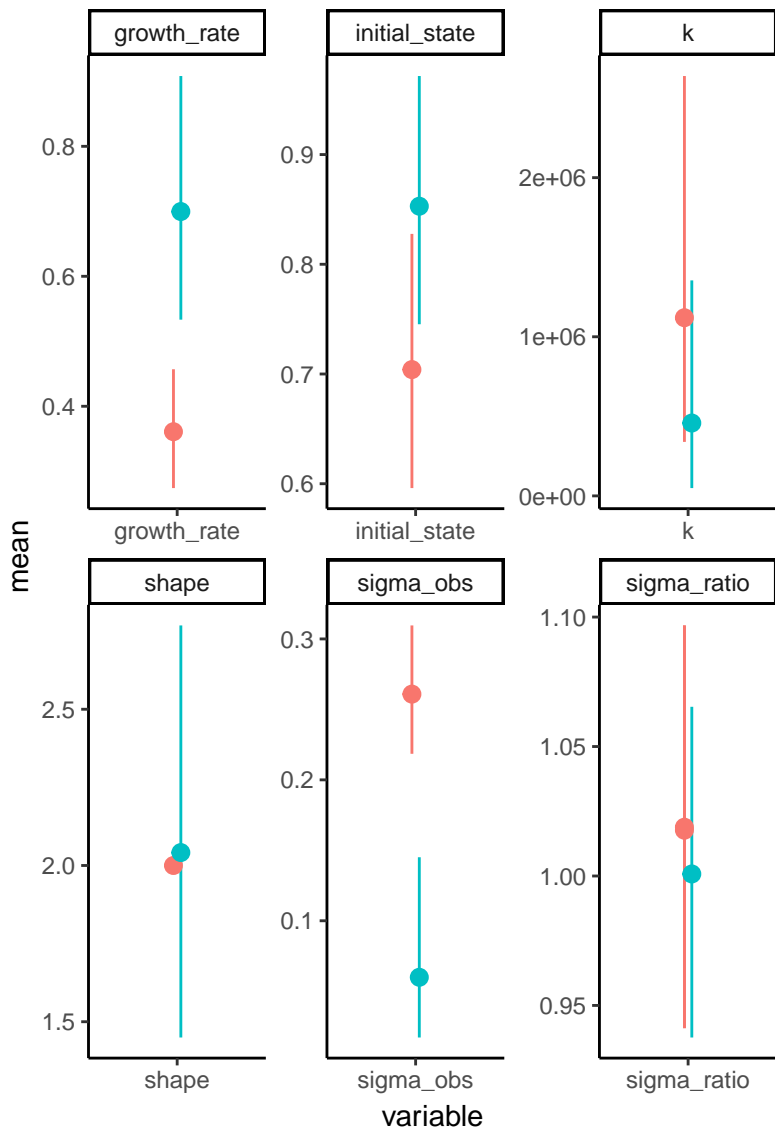 growth_rate
initial_state
k
0.8
0.6
0.4
growth_rate
0.9
0.8
0.7
0.6
initial_state
2e+06
1e+06
0e+00
k
mean
shape
sigma_obs
sigma_ratio
2.5
2.0
1.5
shape
0.3
0.2
0.1
sigma_obs
1.10
1.05
1.00
0.95
sigma_ratio
variable